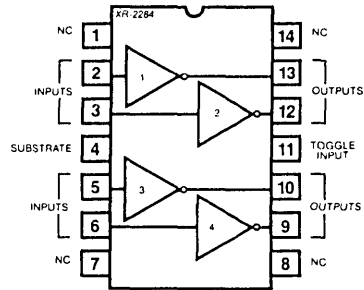 XR-2284
NC 1 14 NC
2 1 13
INPUTS OUTPUTS
3 2 12
SUBSTRATE 4 11 TOGGLE INPUT
5 3 10
INPUTS OUTPUTS
6 4 9
NC 7 8 NC